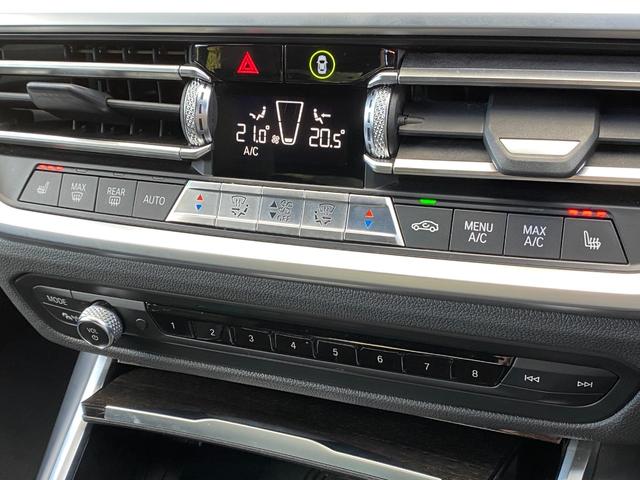 21.0 20.5°
A/C
MAX
REAR
AUTO
OFF
MENU
A/C
MAX
A/C
MODE
VOL
1 2 3 4 5 6 7 8